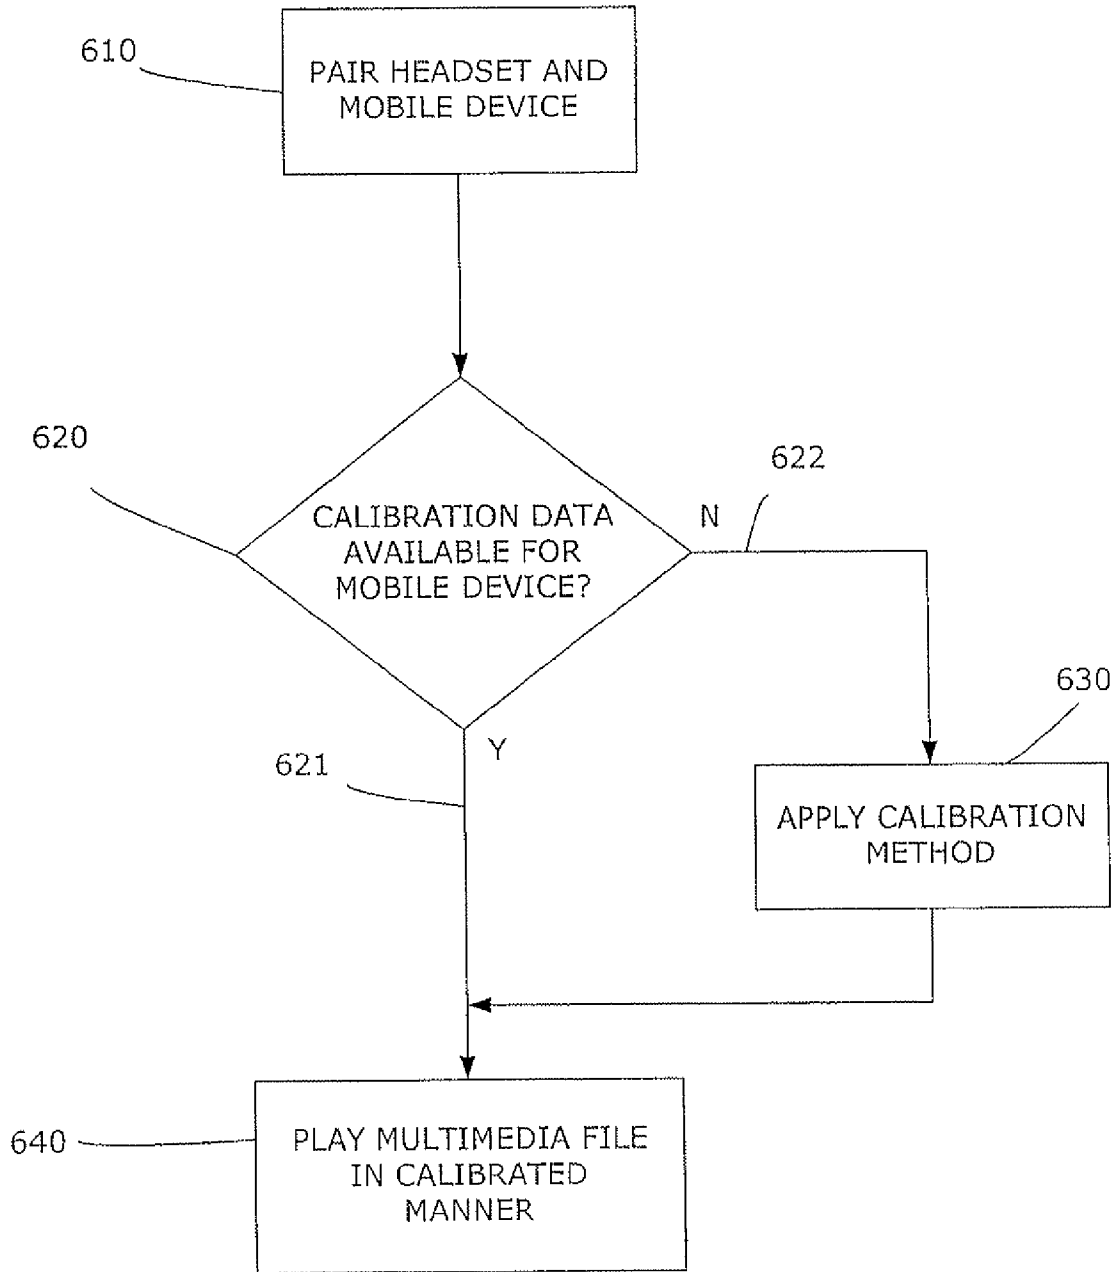 610
PAIR HEADSET AND
MOBILE DEVICE
620
CALIBRATION DATA
AVAILABLE FOR
MOBILE DEVICE?
N
622
630
Y
621
APPLY CALIBRATION
METHOD
640
PLAY MULTIMEDIA FILE
IN CALIBRATED
MANNER